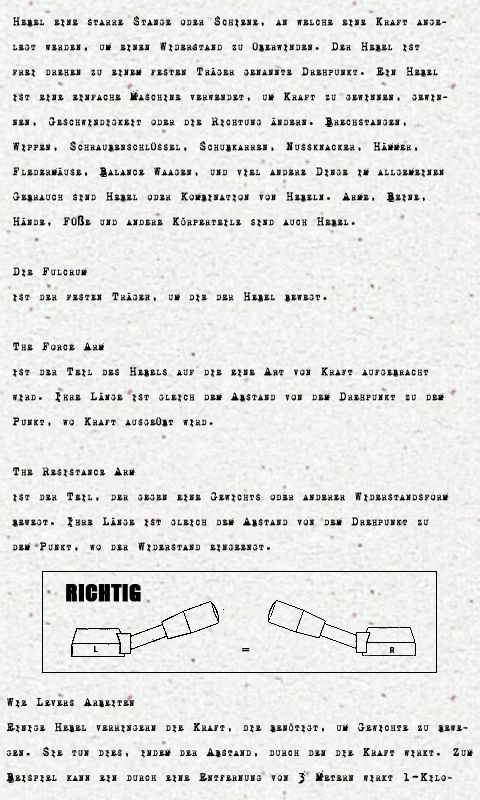 Hebel eine starre Stange oder Schiene, an welche eine Kraft ange-
legt werden, um einen Widerstand zu Überwinden. Der Hebel ist
frei drehen zu einem festen Träger genannte Drehpunkt. Ein Hebel
ist eine einfache Maschine verwendet, um Kraft zu gewinnen, gewin-
nen, Geschwindigkeit oder die Richtung ändern. Brechstangen,
Wippen, Schraubenschlüssel, Schubkarren, Nussknacker, Hämmer,
Fledermäuse, Balance Waagen, und viel andere Dinge im allgemeinen
Gebrauch sind Hebel oder Kombination von Hebeln. Arme, Beine,
Hände, Füße und andere Körperteile sind auch Hebel.
Die Fulcrum
ist der festen Träger, um die der Hebel bewegt.
The Force Arm
ist der Teil des Hebels auf die eine Art von Kraft aufgebracht
wird. Ihre Länge ist gleich dem Abstand von dem Drehpunkt zu dem
Punkt, wo Kraft ausgeübt wird.
The Resistance Arm
ist der Teil, der gegen eine Gewichts oder anderer Widerstandsform
bewegt. Ihre Länge ist gleich dem Abstand von dem Drehpunkt zu
dem Punkt, wo der Widerstand eingeengt.
RICHTIG
L = R
Wie Levers Arbeiten
Einige Hebel verringern die Kraft, die benötigt, um Gewichte zu bewe-
gen. Sie tun dies, indem der Abstand, durch den die Kraft wirkt. Zum
Beispiel kann ein durch eine Entfernung von 3 Metern wirkt 1-Kilo-